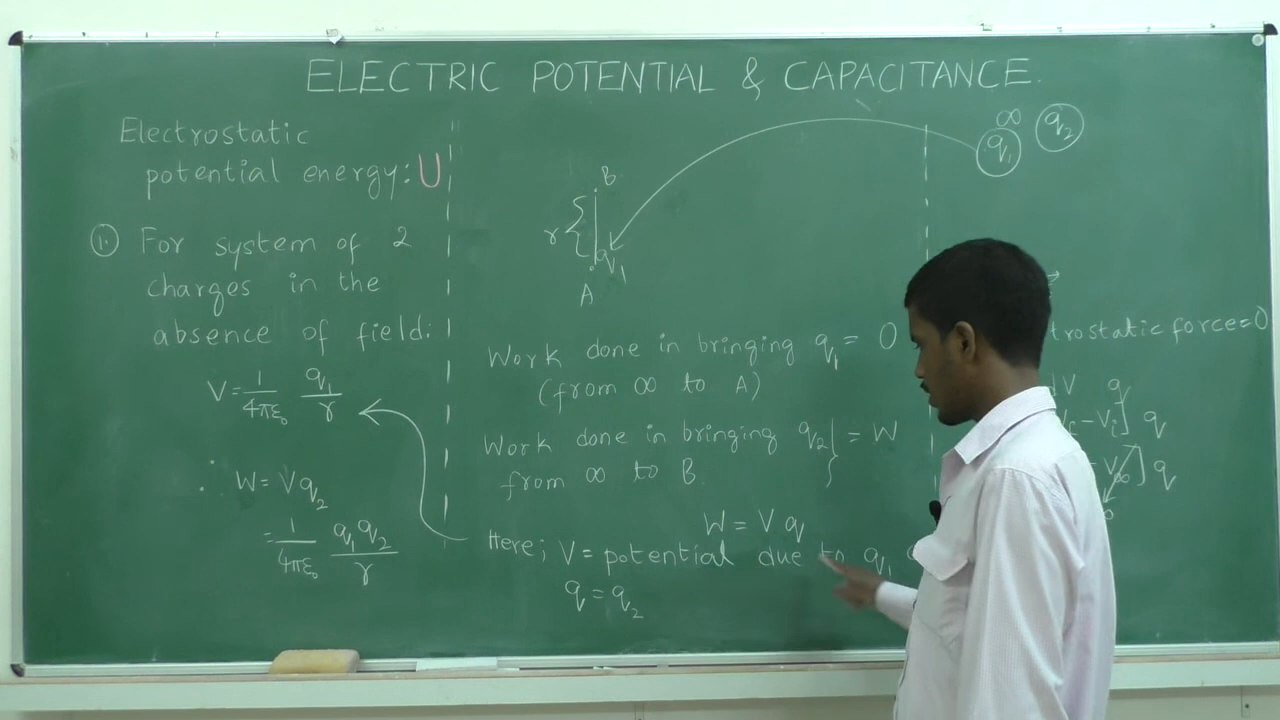 ELECTRIC POTENTIAL & CAPACITANCE.
Electrostatic
potential energy: U
① For system of 2
charges in the
absence of field:
V = 1/4πε₀ q₁/r
∴ W = Vq₂
= 1/4πε₀ q₁q₂/r
∞
q₁ q₂
B
r {
q₁
A
Work done in bringing q₁ = 0
(from ∞ to A)
Work done in bringing q₂ } = W
from ∞ to B
W = Vq
Here; V = potential due to q₁
q = q₂
trostatic force=0
V q
-Vᵢ] q
- V∞] q